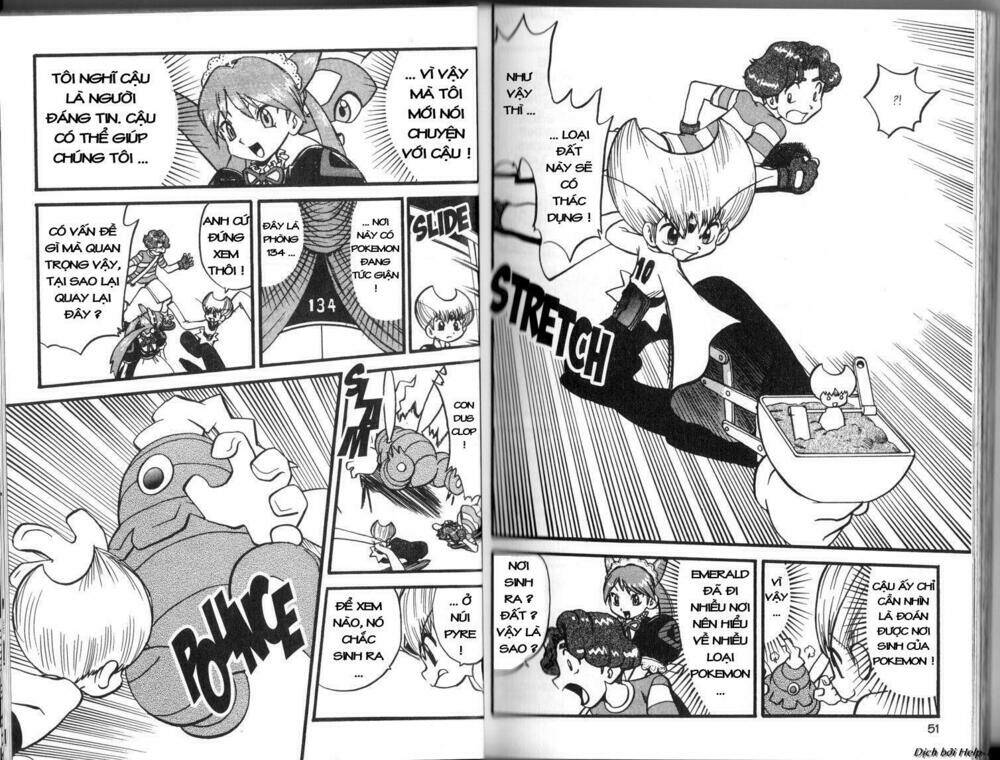 TÔI NGHĨ CẬU
LÀ NGƯỜI
ĐÁNG TIN. CẬU
CÓ THỂ GIÚP
CHÚNG TÔI ...
... VÌ VẬY
MÀ TÔI
MỚI NÓI
CHUYỆN
VỚI CẬU !
CÓ VẤN ĐỀ
GÌ MÀ QUAN
TRỌNG VẬY,
TẠI SAO LẠI
QUAY LẠI
ĐÂY ?
ANH CỨ
ĐỨNG
XEM
THÔI !
ĐÂY LÀ
PHÒNG
134 ...
134
... NƠI
NÀY CÓ
POKEMON
ĐANG
TỨC GIẬN
!
SLIDE
POUNCE
SLAM
CON
DUS
CLOP
!
ĐỂ XEM
NÀO, NÓ
CHẮC
SINH RA
...
... Ở
NÚI
PYRE !
NHƯ
VẬY
THÌ
...
... LOẠI
ĐẤT
NÀY SẼ
CÓ
THÁC
DỤNG !
?!
10
STRETCH
NƠI
SINH
RA ?
ĐẤT ?
VẬY LÀ
SAO ?
EMERALD
ĐÃ ĐI
NHIỀU NƠI
NÊN HIỂU
VỀ NHIỀU
LOẠI
POKEMON
...
VÌ
VẬY
...
CẬU ẤY CHỈ
CẦN NHÌN
LÀ ĐOÁN
ĐƯỢC NƠI
SINH CỦA
POKEMON !
51
Dịch bởi Help-